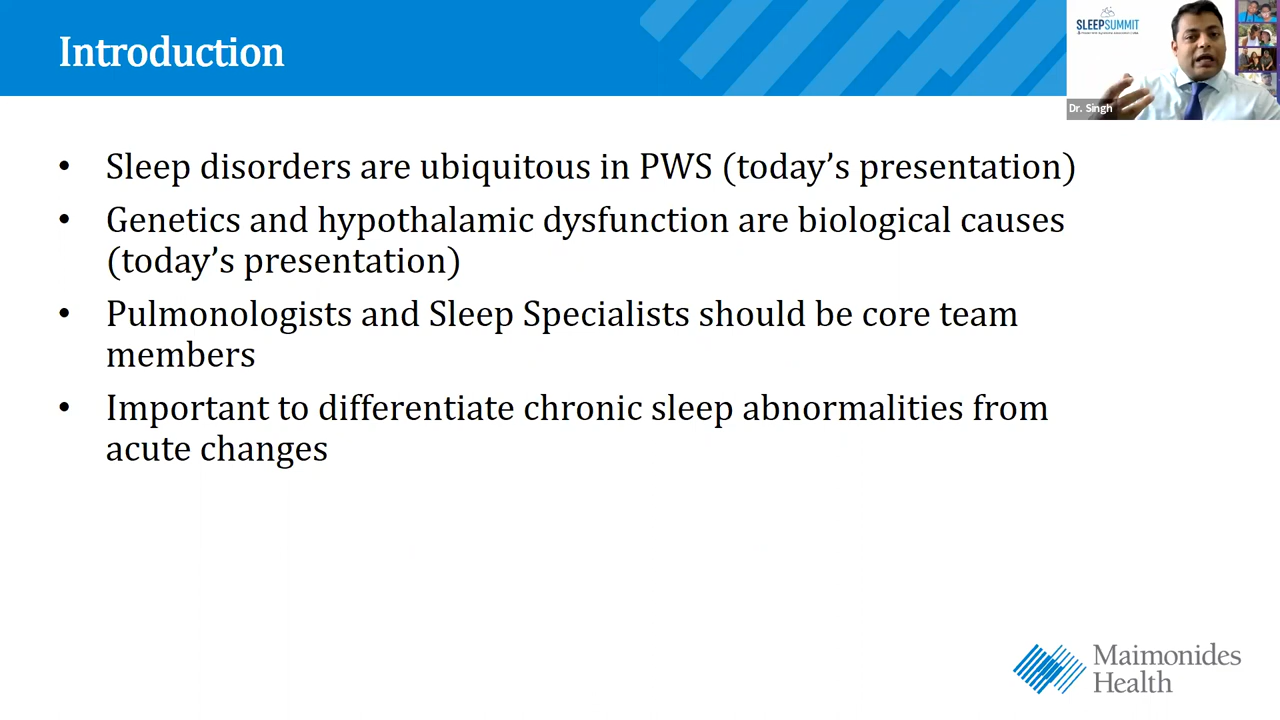 Introduction
SLEEPSUMMIT
Dr. Singh
• Sleep disorders are ubiquitous in PWS (today’s presentation)
• Genetics and hypothalamic dysfunction are biological causes
(today’s presentation)
• Pulmonologists and Sleep Specialists should be core team
members
• Important to differentiate chronic sleep abnormalities from
acute changes
Maimonides
Health